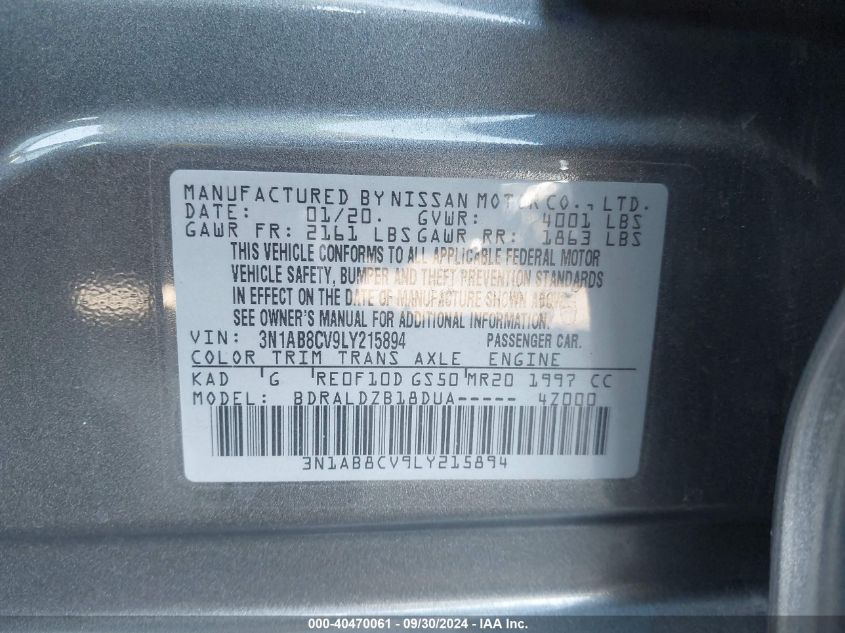 MANUFACTURED BY NISSAN MOTOR CO., LTD.
DATE: 01/20. GVWR: 4001 LBS
GAWR FR: 2161 LBS GAWR RR: 1863 LBS
THIS VEHICLE CONFORMS TO ALL APPLICABLE FEDERAL MOTOR
VEHICLE SAFETY, BUMPER AND THEFT PREVENTION STANDARDS
IN EFFECT ON THE DATE OF MANUFACTURE SHOWN ABOVE.
SEE OWNER'S MANUAL FOR ADDITIONAL INFORMATION.
VIN: 3N1AB8CV9LY215894 PASSENGER CAR.
COLOR TRIM TRANS AXLE ENGINE
KAD G RE0F10D GS50 MR20 1997 CC
MODEL: BDRALDZB18DUA----- 4Z000
3N1AB8CV9LY215894
000-40470061 - 09/30/2024 - IAA Inc.